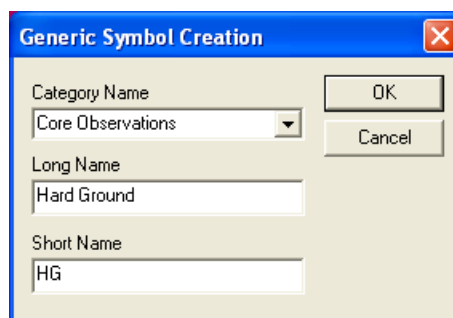 Generic Symbol Creation
Category Name
Core Observations
Long Name
Hard Ground
Short Name
HG
OK
Cancel